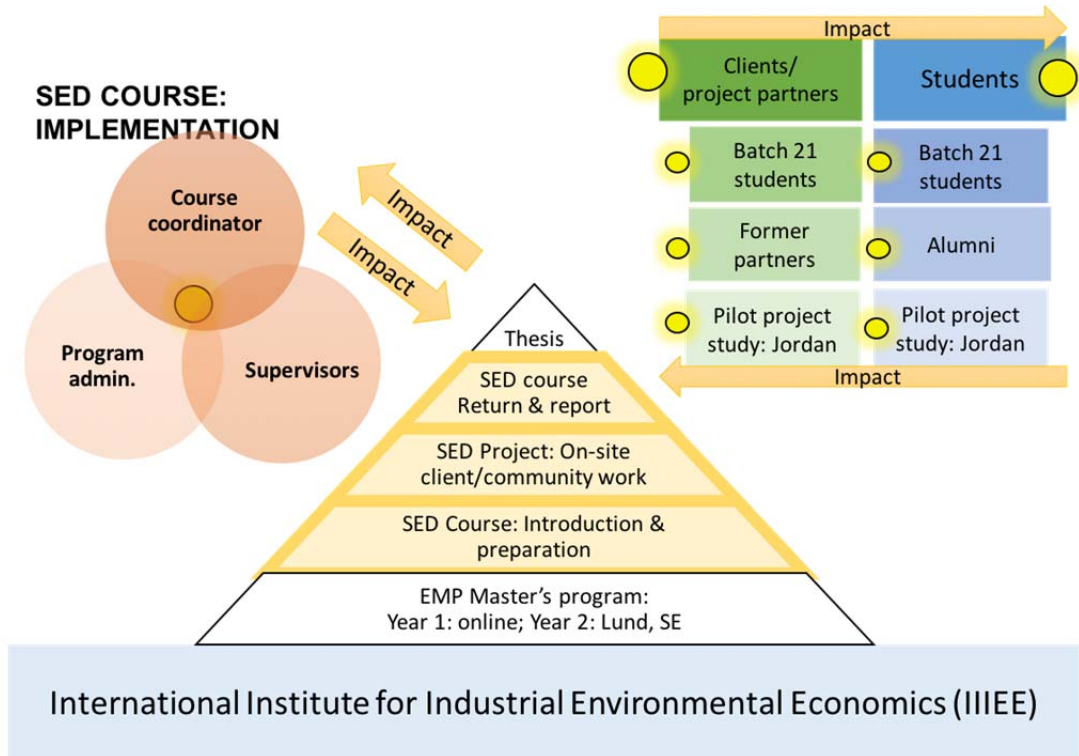 SED COURSE:
IMPLEMENTATION
Course
coordinator
Program
admin.
Supervisors
Impact
Impact
Impact
Clients/
project partners
Students
Batch 21
students
Batch 21
students
Former
partners
Alumni
Pilot project
study: Jordan
Pilot project
study: Jordan
Impact
Thesis
SED course
Return & report
SED Project: On-site
client/community work
SED Course: Introduction &
preparation
EMP Master's program:
Year 1: online; Year 2: Lund, SE
International Institute for Industrial Environmental Economics (IIIEE)